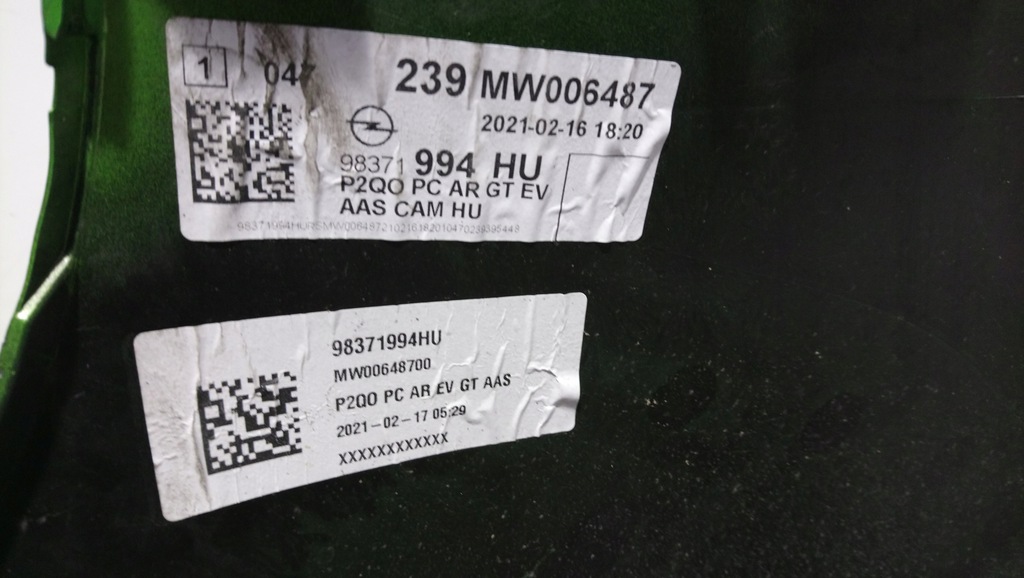 1
239 MW006487
2021-02-16 18:20
98371 994 HU
P2QO PC AR GT EV
AAS CAM HU
98371994HU
MW00648700
P2QO PC AR EV GT AAS
2021-02-17 05:29
XXXXXXXXXXXX